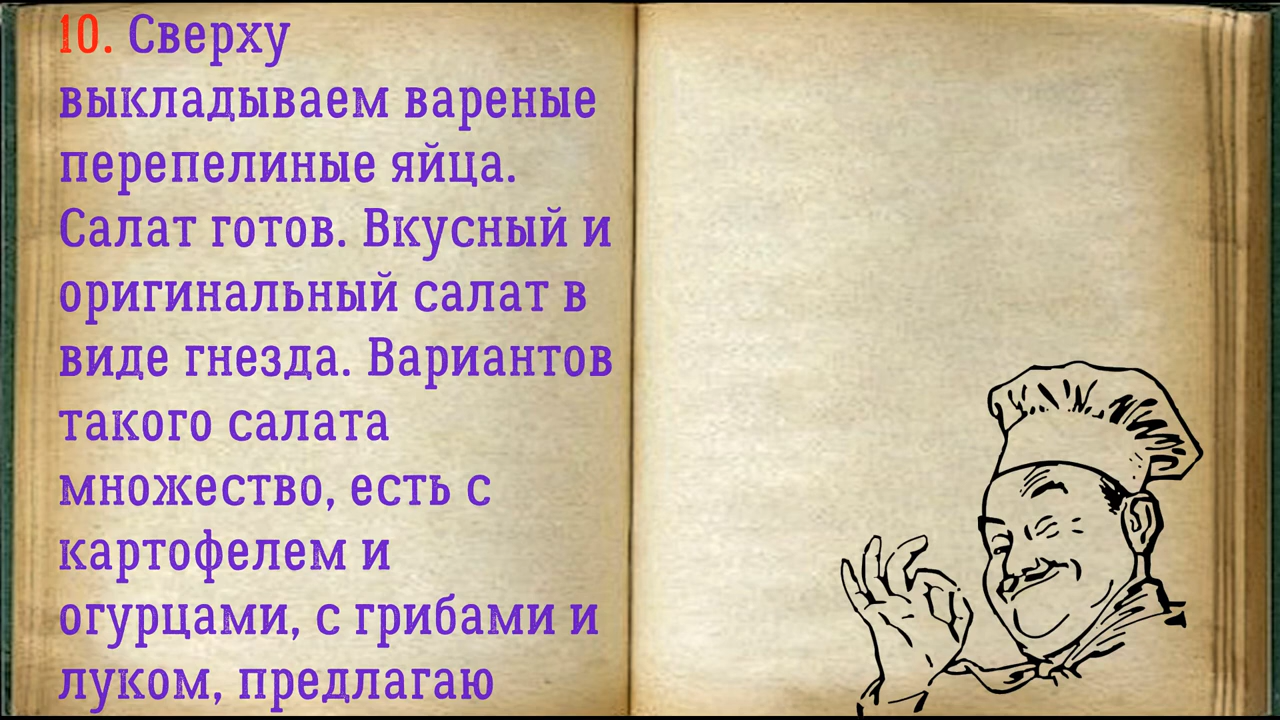 10. Сверху
выкладываем вареные
перепелиные яйца.
Салат готов. Вкусный и
оригинальный салат в
виде гнезда. Вариантов
такого салата
множество, есть с
картофелем и
огурцами, с грибами и
луком, предлагаю